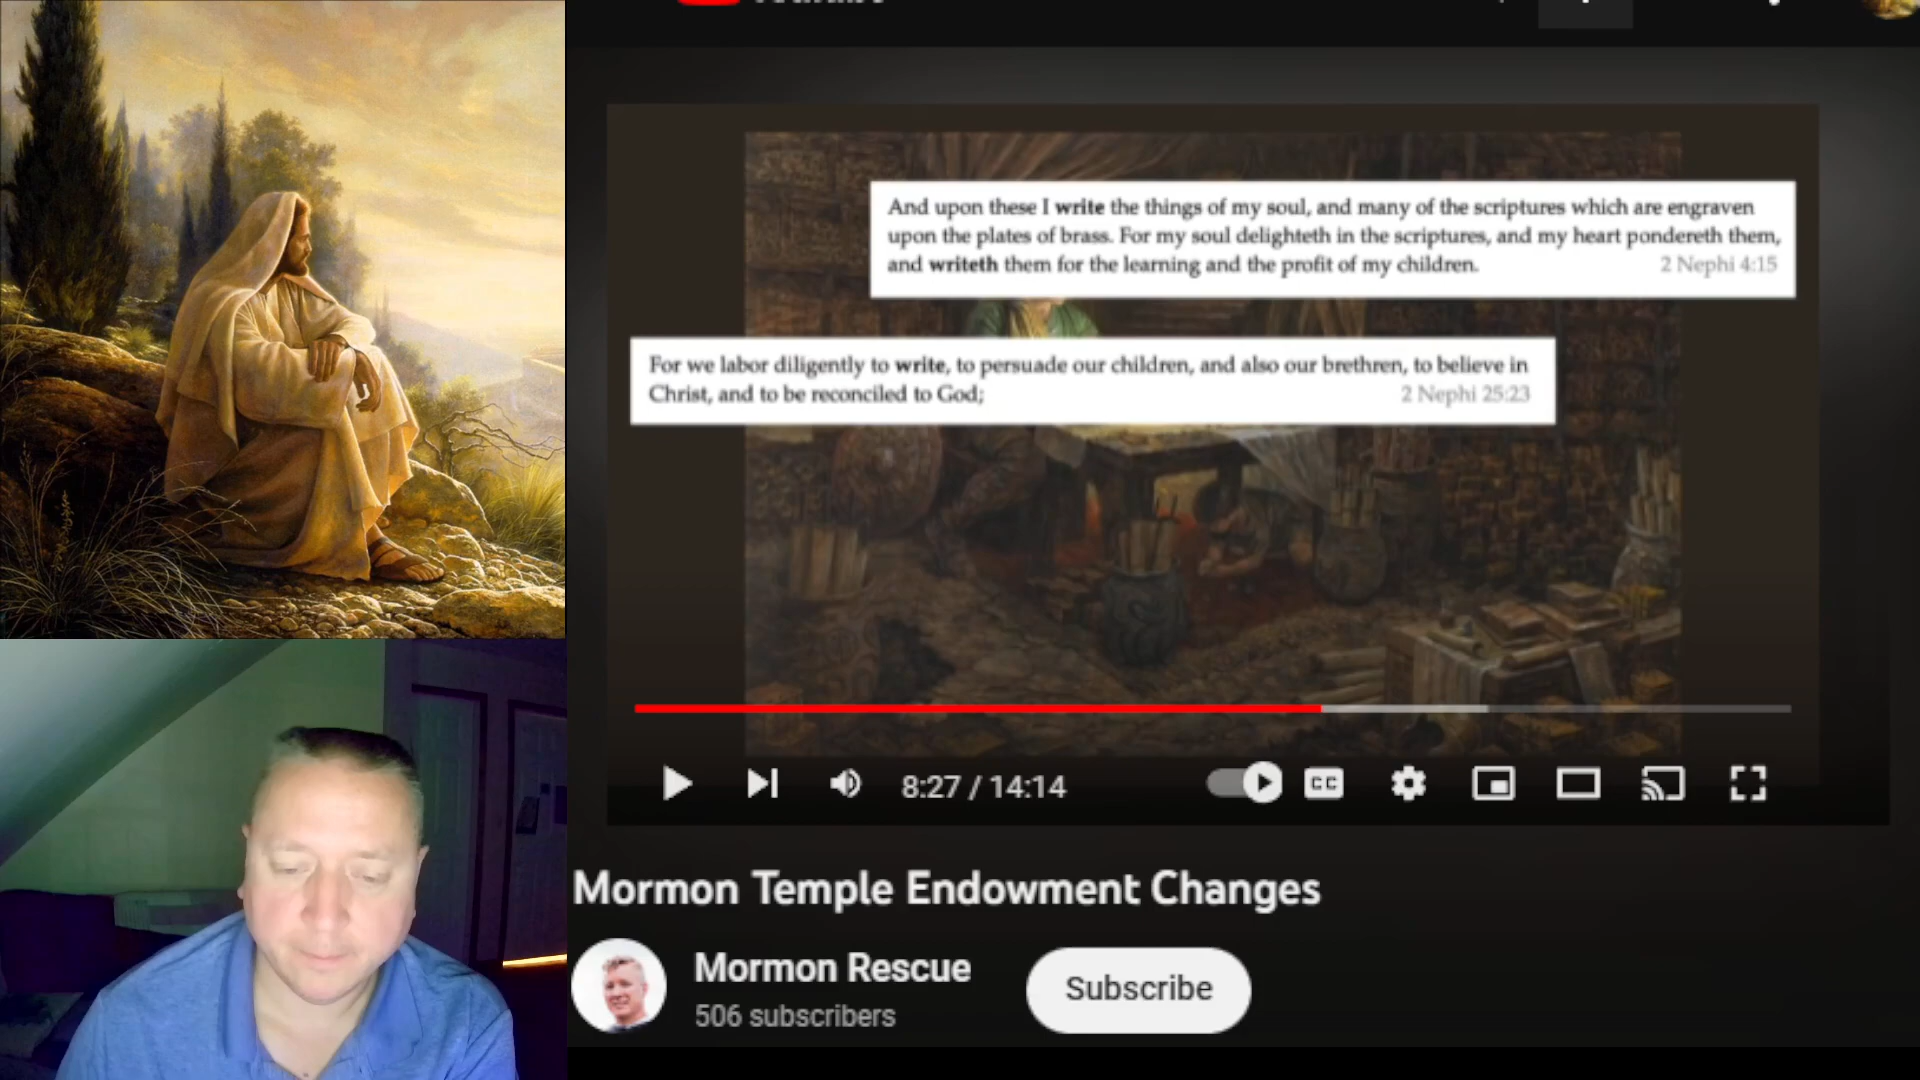 And upon these I write the things of my soul, and many of the scriptures which are engraven
upon the plates of brass. For my soul delighteth in the scriptures, and my heart pondereth them,
and writeth them for the learning and the profit of my children. 2 Nephi 4:15
For we labor diligently to write, to persuade our children, and also our brethren, to believe in
Christ, and to be reconciled to God; 2 Nephi 25:23
8:27 / 14:14
CC
Mormon Temple Endowment Changes
Mormon Rescue
506 subscribers
Subscribe